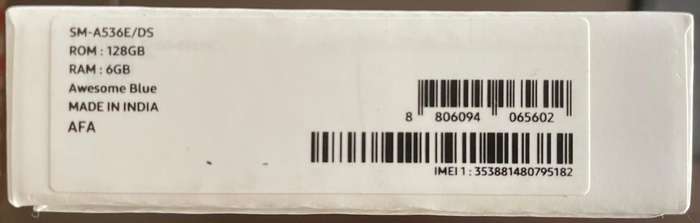 SM-A536E/DS
ROM : 128GB
RAM : 6GB
Awesome Blue
MADE IN INDIA
AFA
8 806094 065602
IMEI 1 : 353881480795182